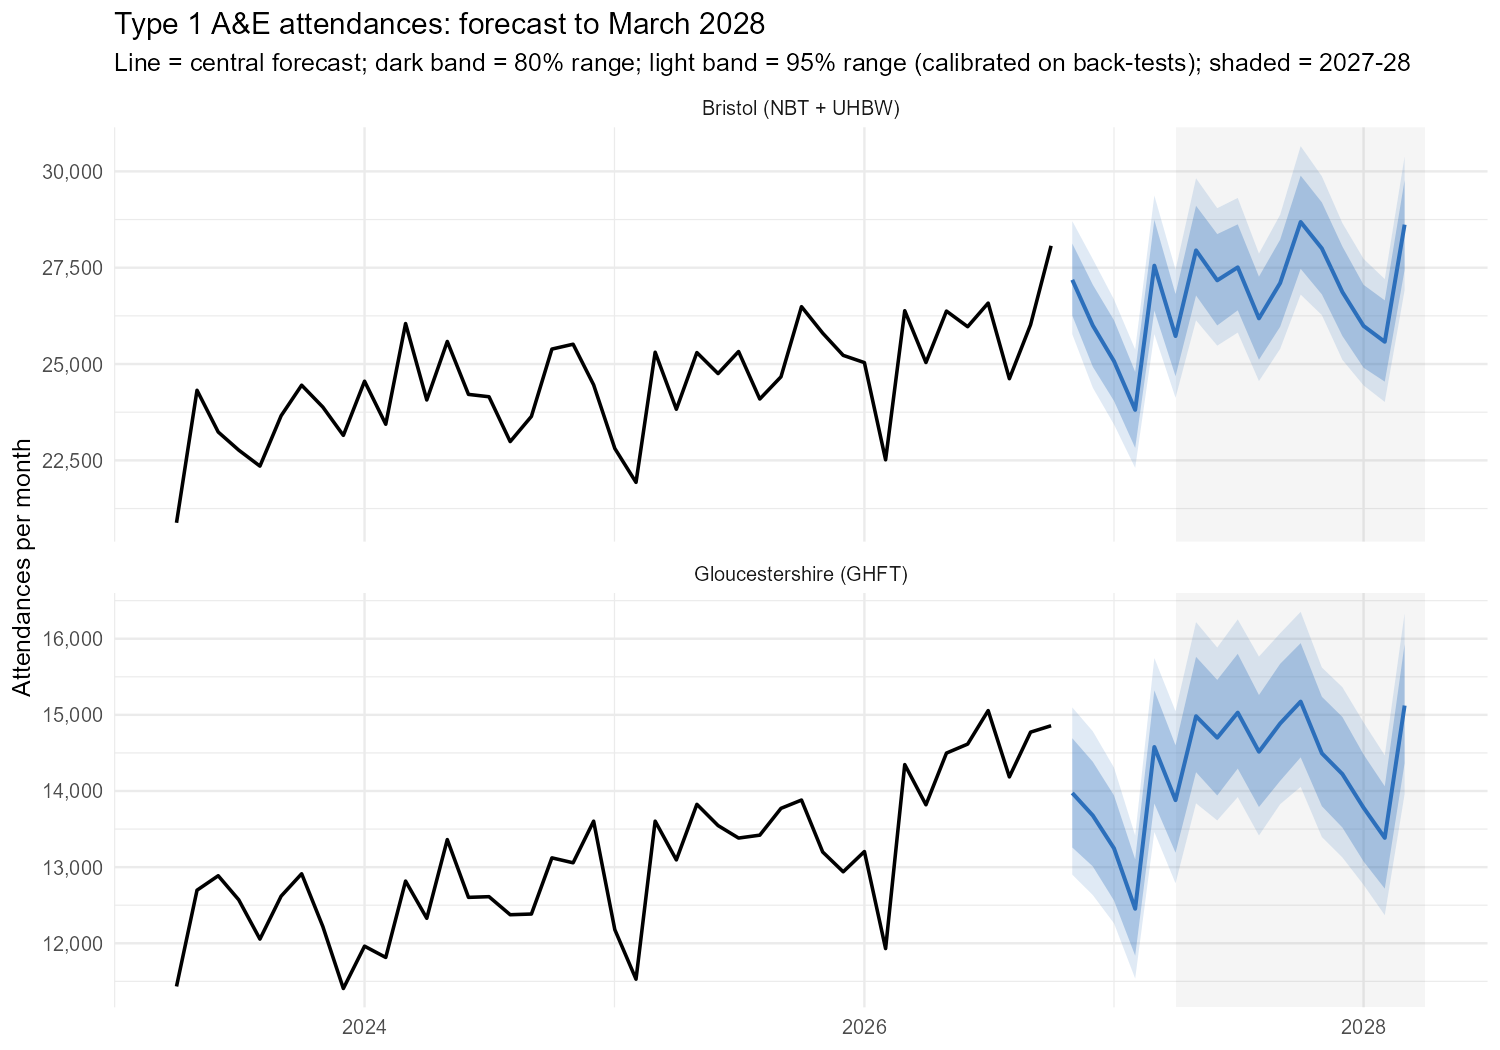 Type 1 A&E attendances: forecast to March 2028
Line = central forecast; dark band = 80% range; light band = 95% range (calibrated on back-tests); shaded = 2027-28
Bristol (NBT + UHBW)
30,000
27,500
25,000
22,500
Attendances per month
Gloucestershire (GHFT)
16,000
15,000
14,000
13,000
12,000
2024
2026
2028